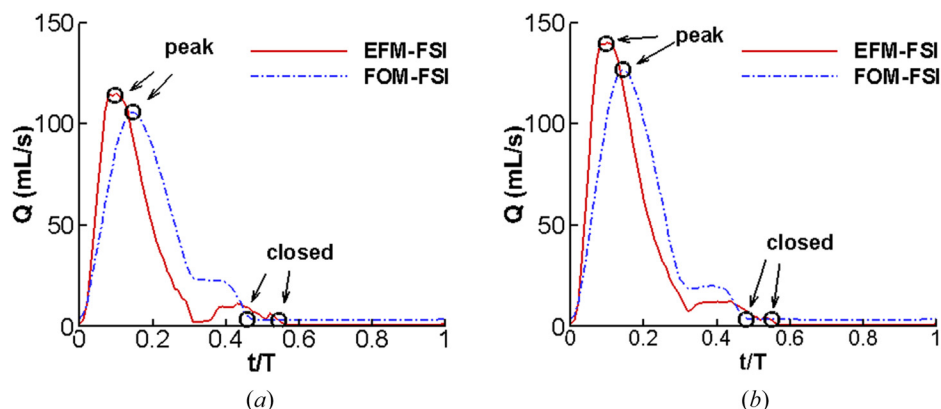 150
100
50
0
Q (mL/s)
peak
EFM-FSI
FOM-FSI
closed
0 0.2 0.4 0.6 0.8 1
t/T
(a)
150
100
50
0
Q (mL/s)
peak
EFM-FSI
FOM-FSI
closed
0 0.2 0.4 0.6 0.8 1
t/T
(b)